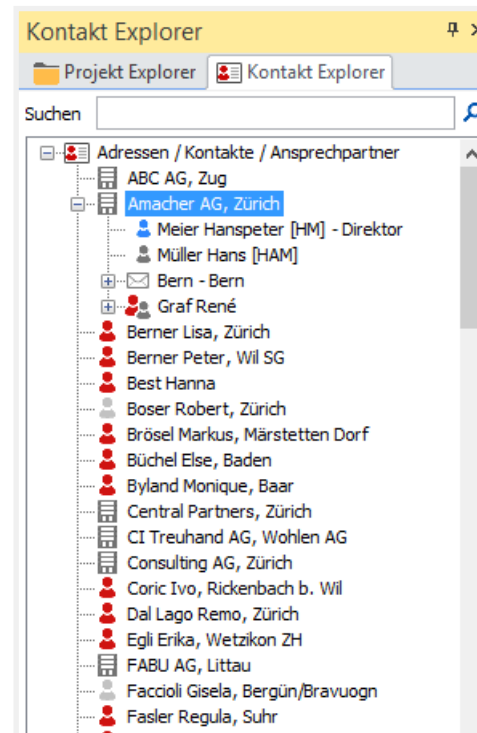 Kontakt Explorer
Projekt Explorer Kontakt Explorer
Suchen
Adressen / Kontakte / Ansprechpartner
ABC AG, Zug
Amacher AG, Zürich
Meier Hanspeter [HM] - Direktor
Müller Hans [HAM]
Bern - Bern
Graf René
Berner Lisa, Zürich
Berner Peter, Wil SG
Best Hanna
Boser Robert, Zürich
Brösel Markus, Märstetten Dorf
Büchel Else, Baden
Byland Monique, Baar
Central Partners, Zürich
CI Treuhand AG, Wohlen AG
Consulting AG, Zürich
Coric Ivo, Rickenbach b. Wil
Dal Lago Remo, Zürich
Egli Erika, Wetzikon ZH
FABU AG, Littau
Faccioli Gisela, Bergün/Bravuogn
Fasler Regula, Suhr